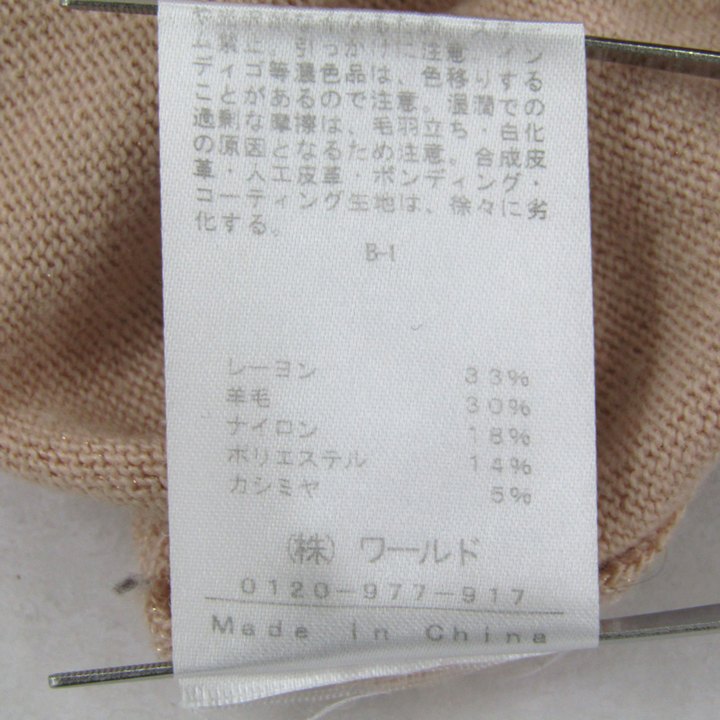 ム禁止。引っかけに注意 イン
ディゴ等濃色品は、色移りする
ことがあるので注意。湿潤での
過剰な摩擦は、毛羽立ち・白化
の原因となるため注意。合成皮
革・人工皮革・ボンディング・
コーティング生地は、徐々に劣
化する。
B-1
レーヨン 33%
羊毛 30%
ナイロン 18%
ポリエステル 14%
カシミヤ 5%
(株) ワールド
0120-977-917
Made in China